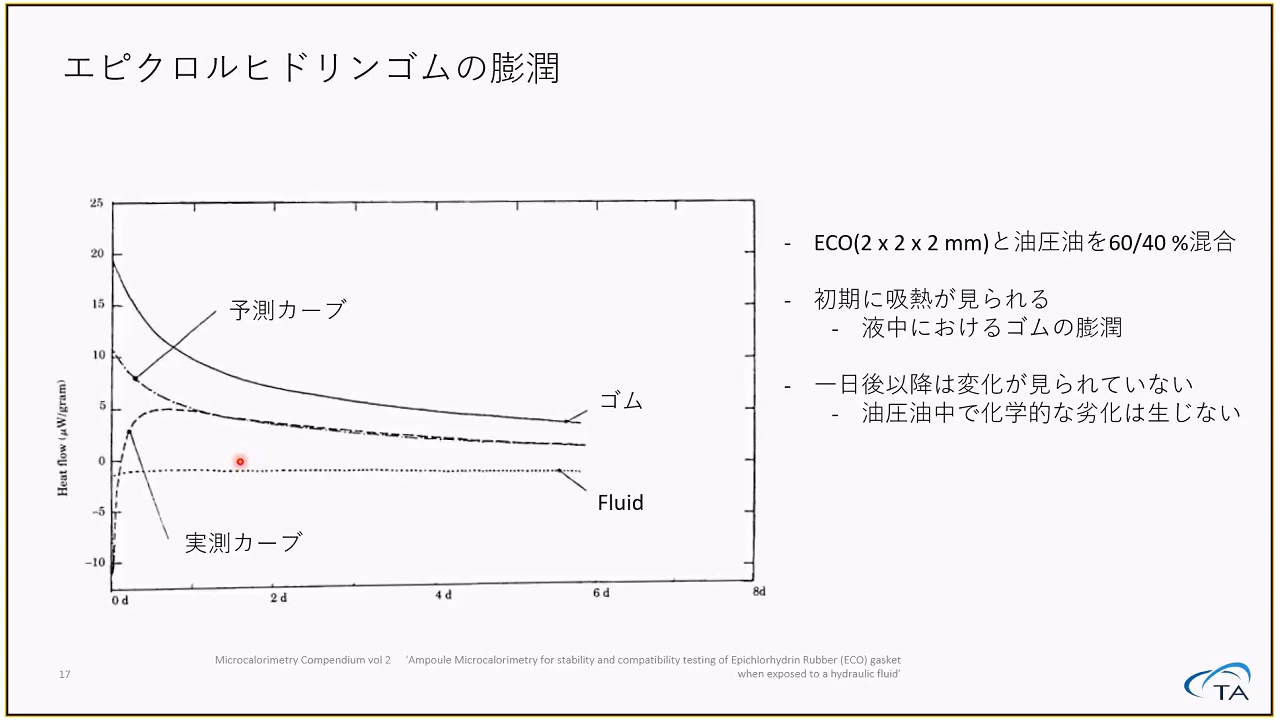 エピクロルヒドリンゴムの膨潤
25
20
15
10
5
0
−5
−10
Heat flow (μW/gram)
0 d
2 d
4 d
6 d
8d
予測カーブ
ゴム
Fluid
実測カーブ
- ECO(2 x 2 x 2 mm)と油圧油を60/40 %混合
- 初期に吸熱が見られる
- 液中におけるゴムの膨潤
- 一日後以降は変化が見られていない
- 油圧油中で化学的な劣化は生じない
Microcalorimetry Compendium vol 2 ‘Ampoule Microcalorimetry for stability and compatibility testing of Epichlorhydrin Rubber (ECO) gasket
when exposed to a hydraulic fluid’
17
TA